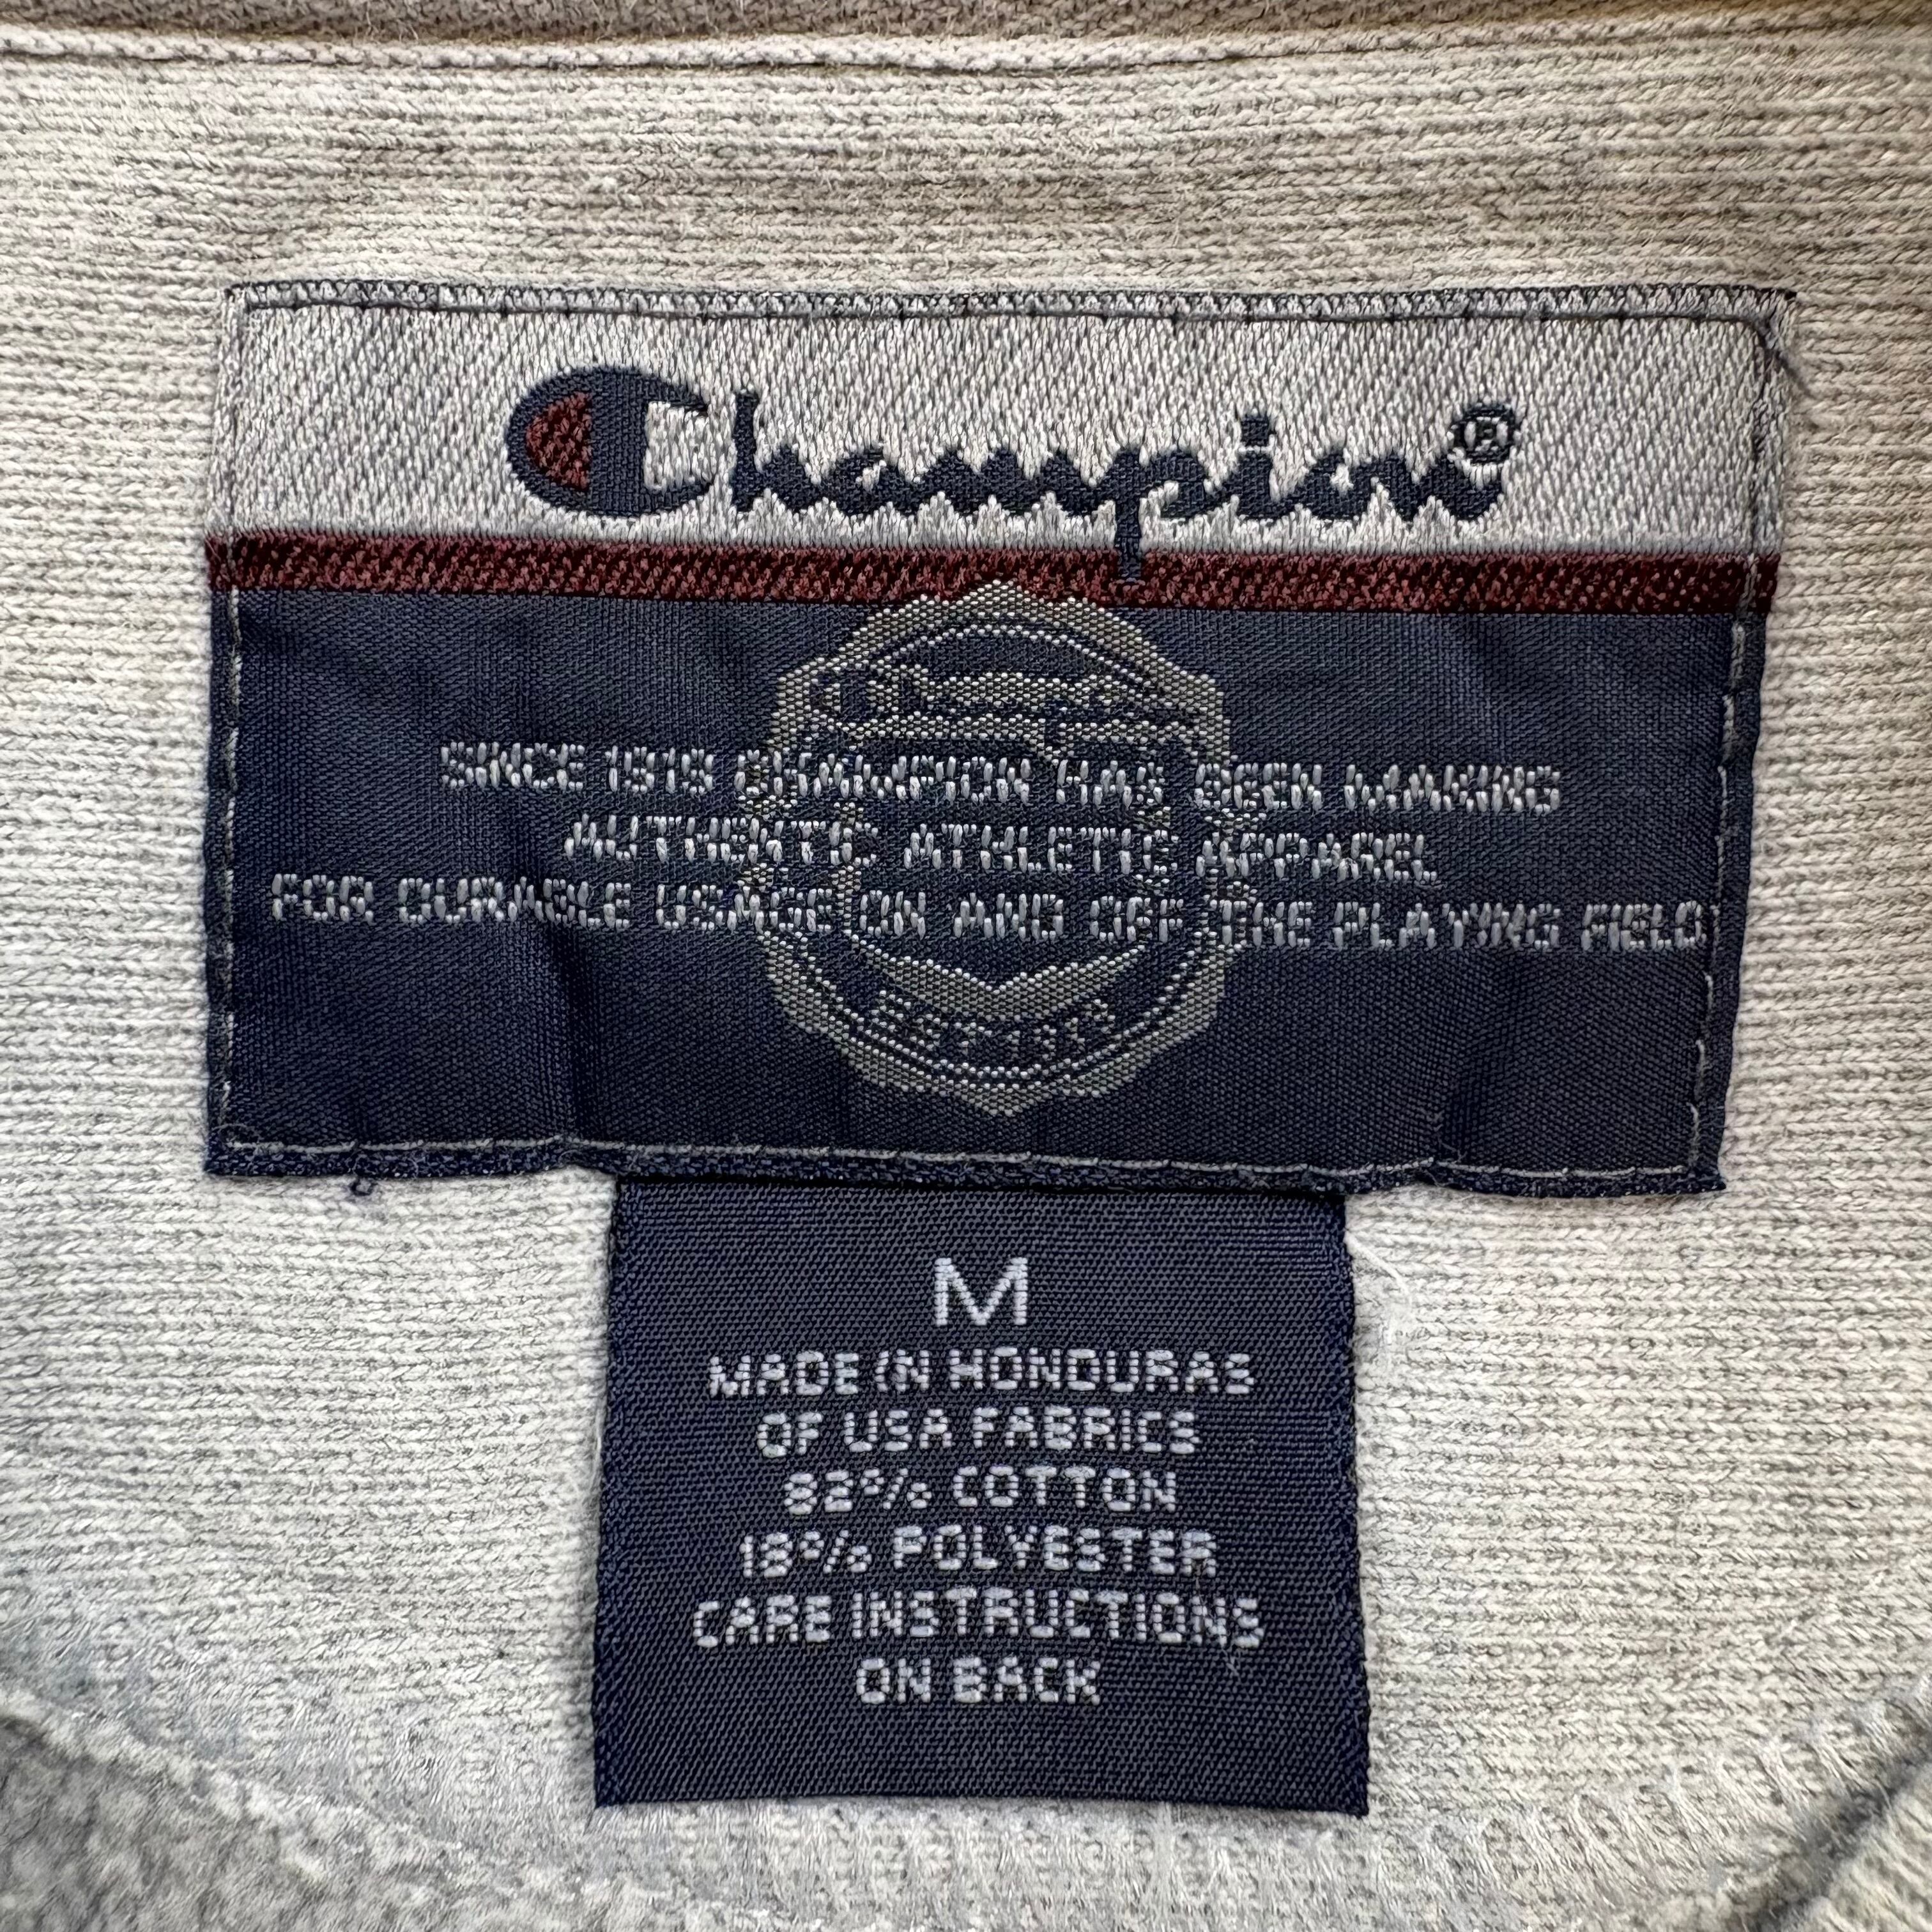 Champion®
Champion
SINCE 1919 CHAMPION HAS BEEN MAKING
AUTHENTIC ATHLETIC APPAREL
FOR DURABLE USAGE ON AND OFF THE PLAYING FIELD
M
MADE IN HONDURAS
OF USA FABRICS
82% COTTON
18% POLYESTER
CARE INSTRUCTIONS
ON BACK